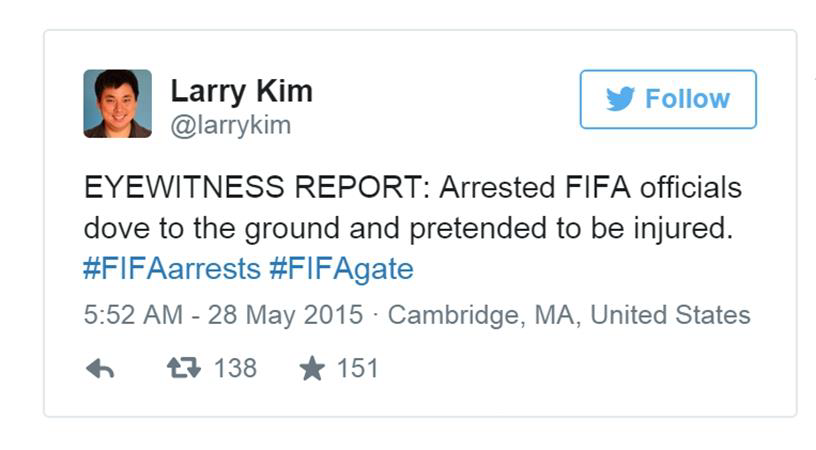 Larry Kim
@larrykim
Follow
EYEWITNESS REPORT: Arrested FIFA officials
dove to the ground and pretended to be injured.
#FIFAarrests #FIFAgate
5:52 AM - 28 May 2015 · Cambridge, MA, United States
138 151